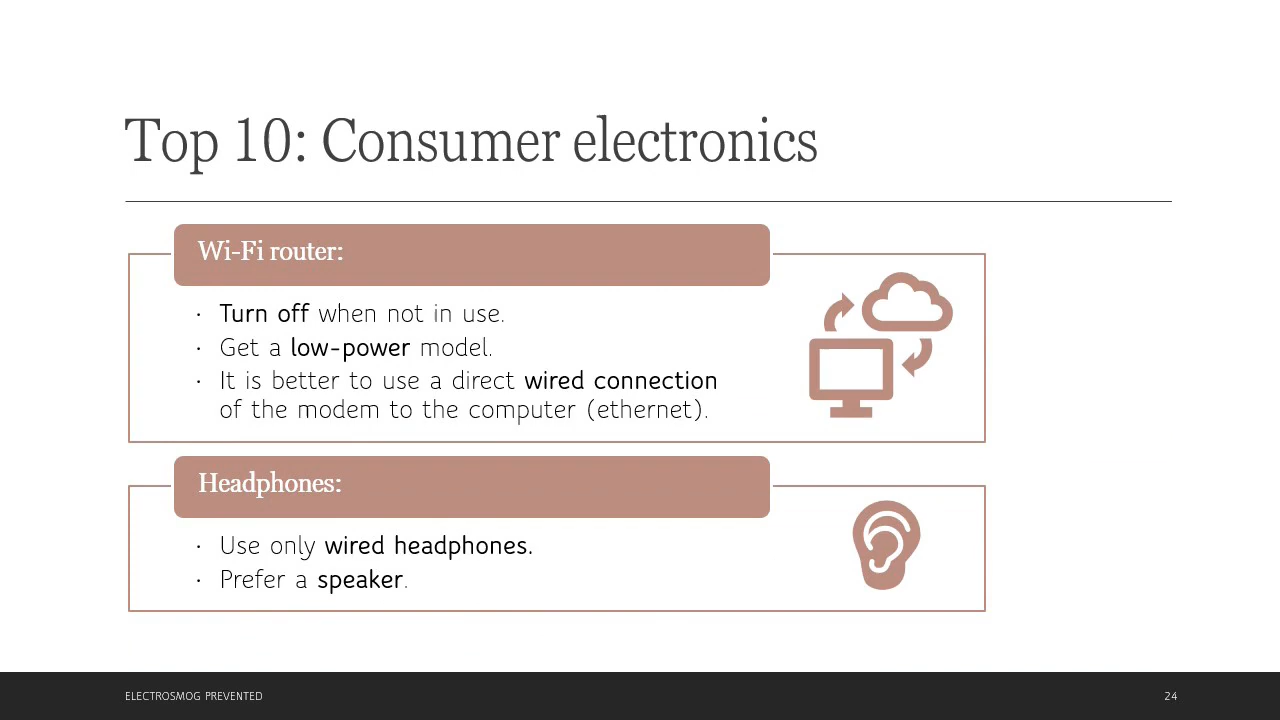 Top 10: Consumer electronics
Wi-Fi router:
· Turn off when not in use.
· Get a low-power model.
· It is better to use a direct wired connection
of the modem to the computer (ethernet).
Headphones:
· Use only wired headphones.
· Prefer a speaker.
ELECTROSMOG PREVENTED
24